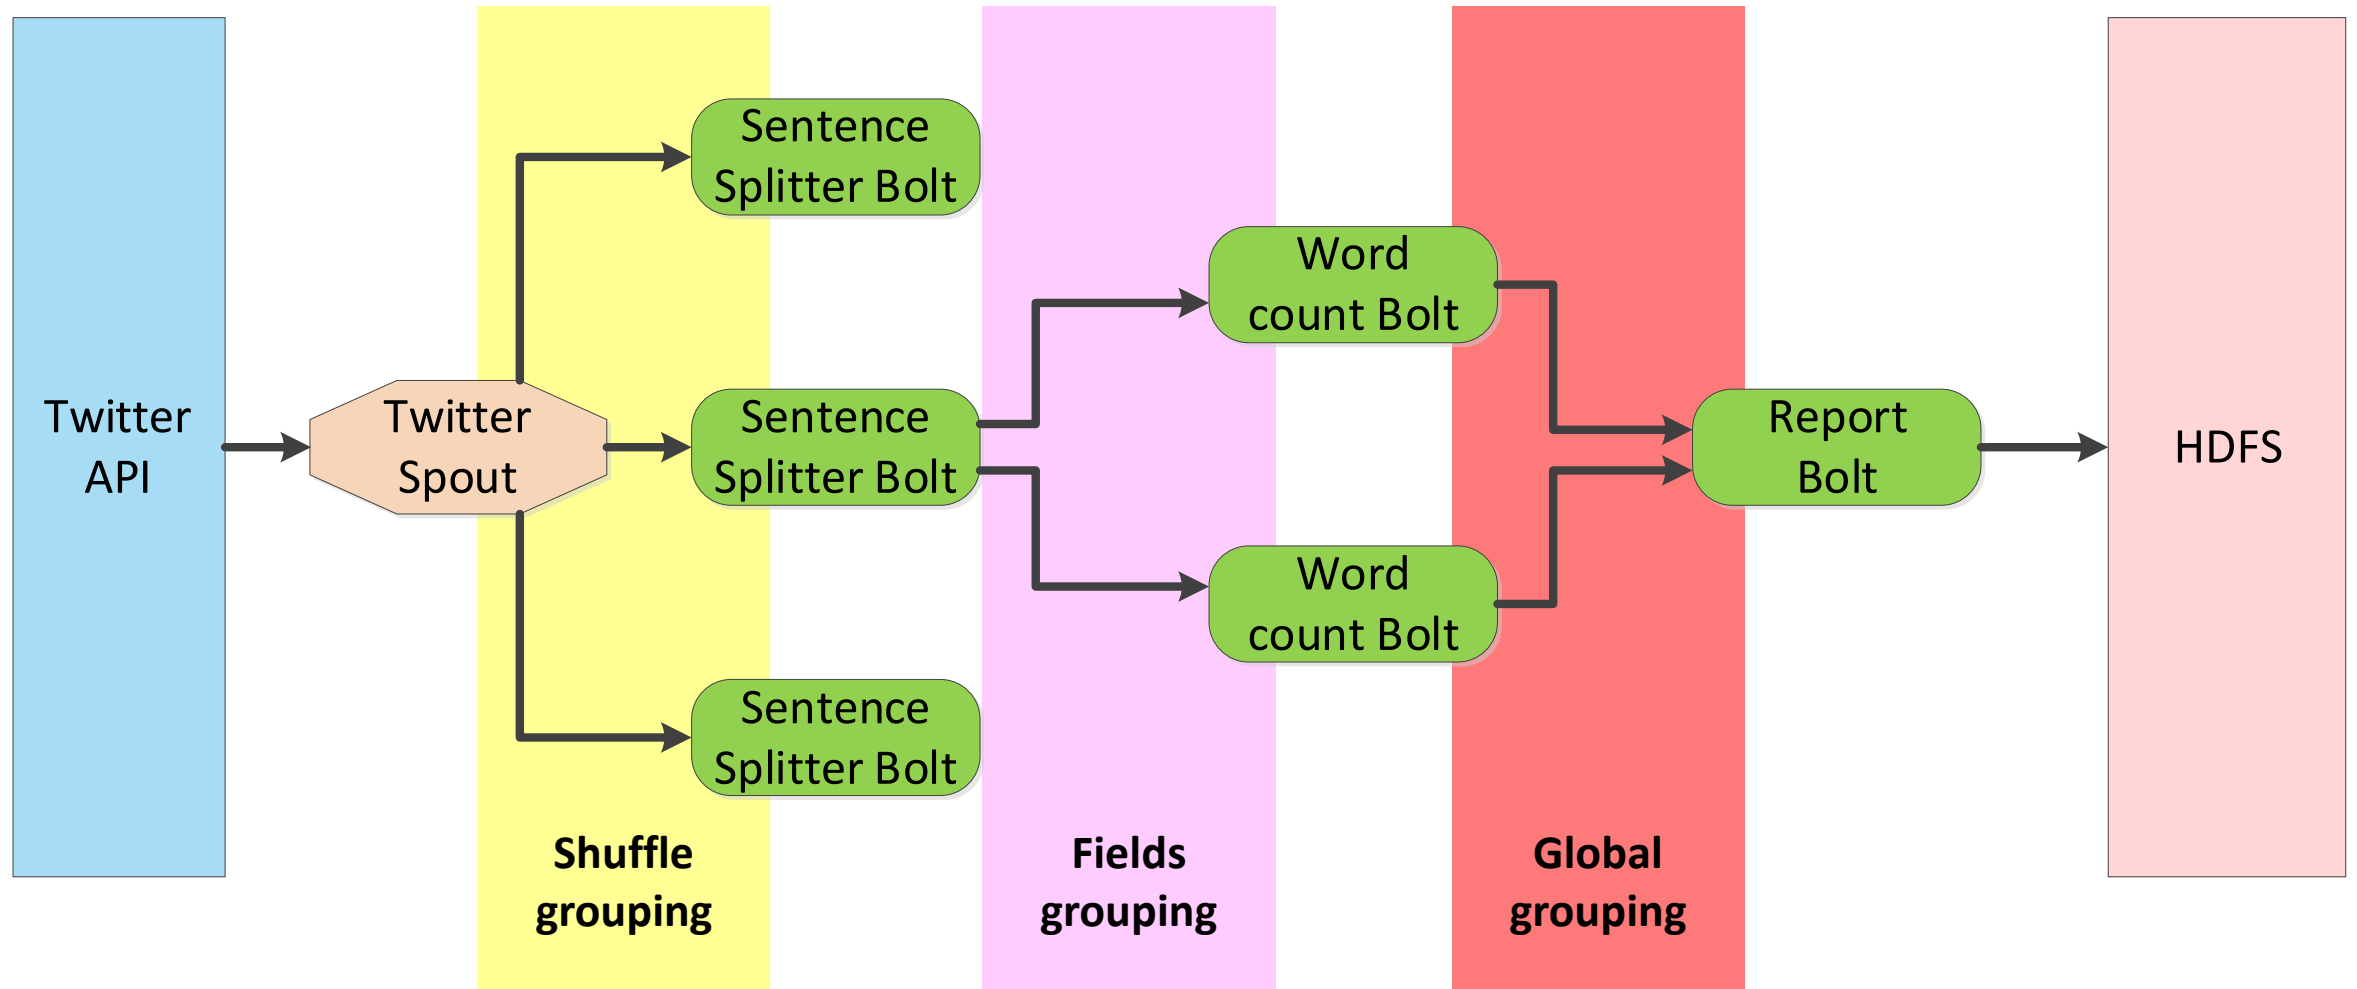 Twitter
API
Twitter
Spout
Sentence
Splitter Bolt
Sentence
Splitter Bolt
Sentence
Splitter Bolt
Shuffle
grouping
Word
count Bolt
Word
count Bolt
Fields
grouping
Report
Bolt
Global
grouping
HDFS